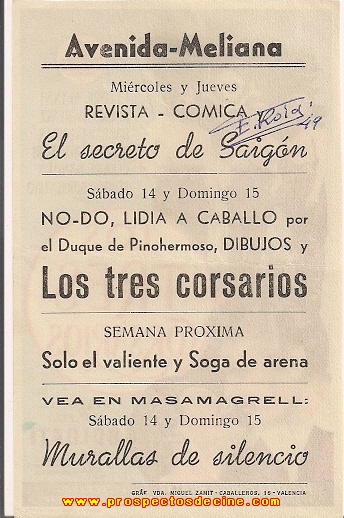 Avenida-Meliana
Miércoles y Jueves
REVISTA - COMICA y
El secreto de Saigón
Sábado 14 y Domingo 15
NO-DO, LIDIA A CABALLO por
el Duque de Pinohermoso, DIBUJOS y
Los tres corsarios
SEMANA PROXIMA
Solo el valiente y Soga de arena
VEA EN MASAMAGRELL:
Sábado 14 y Domingo 15
Murallas de silencio
GRÁF VDA. MIGUEL ZANIT - CABALLEROS, 16 - VALENCIA
www.prospectosdecine.com